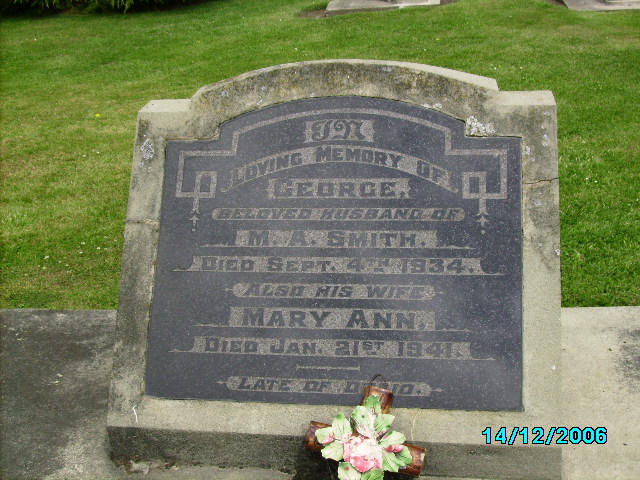 IN
LOVING MEMORY OF
GEORGE,
BELOVED HUSBAND OF
M. A. SMITH.
DIED SEPT. 4TH 1934.
ALSO HIS WIFE
MARY ANN.
DIED JAN. 21ST 1941.
LATE OF
14/12/2006